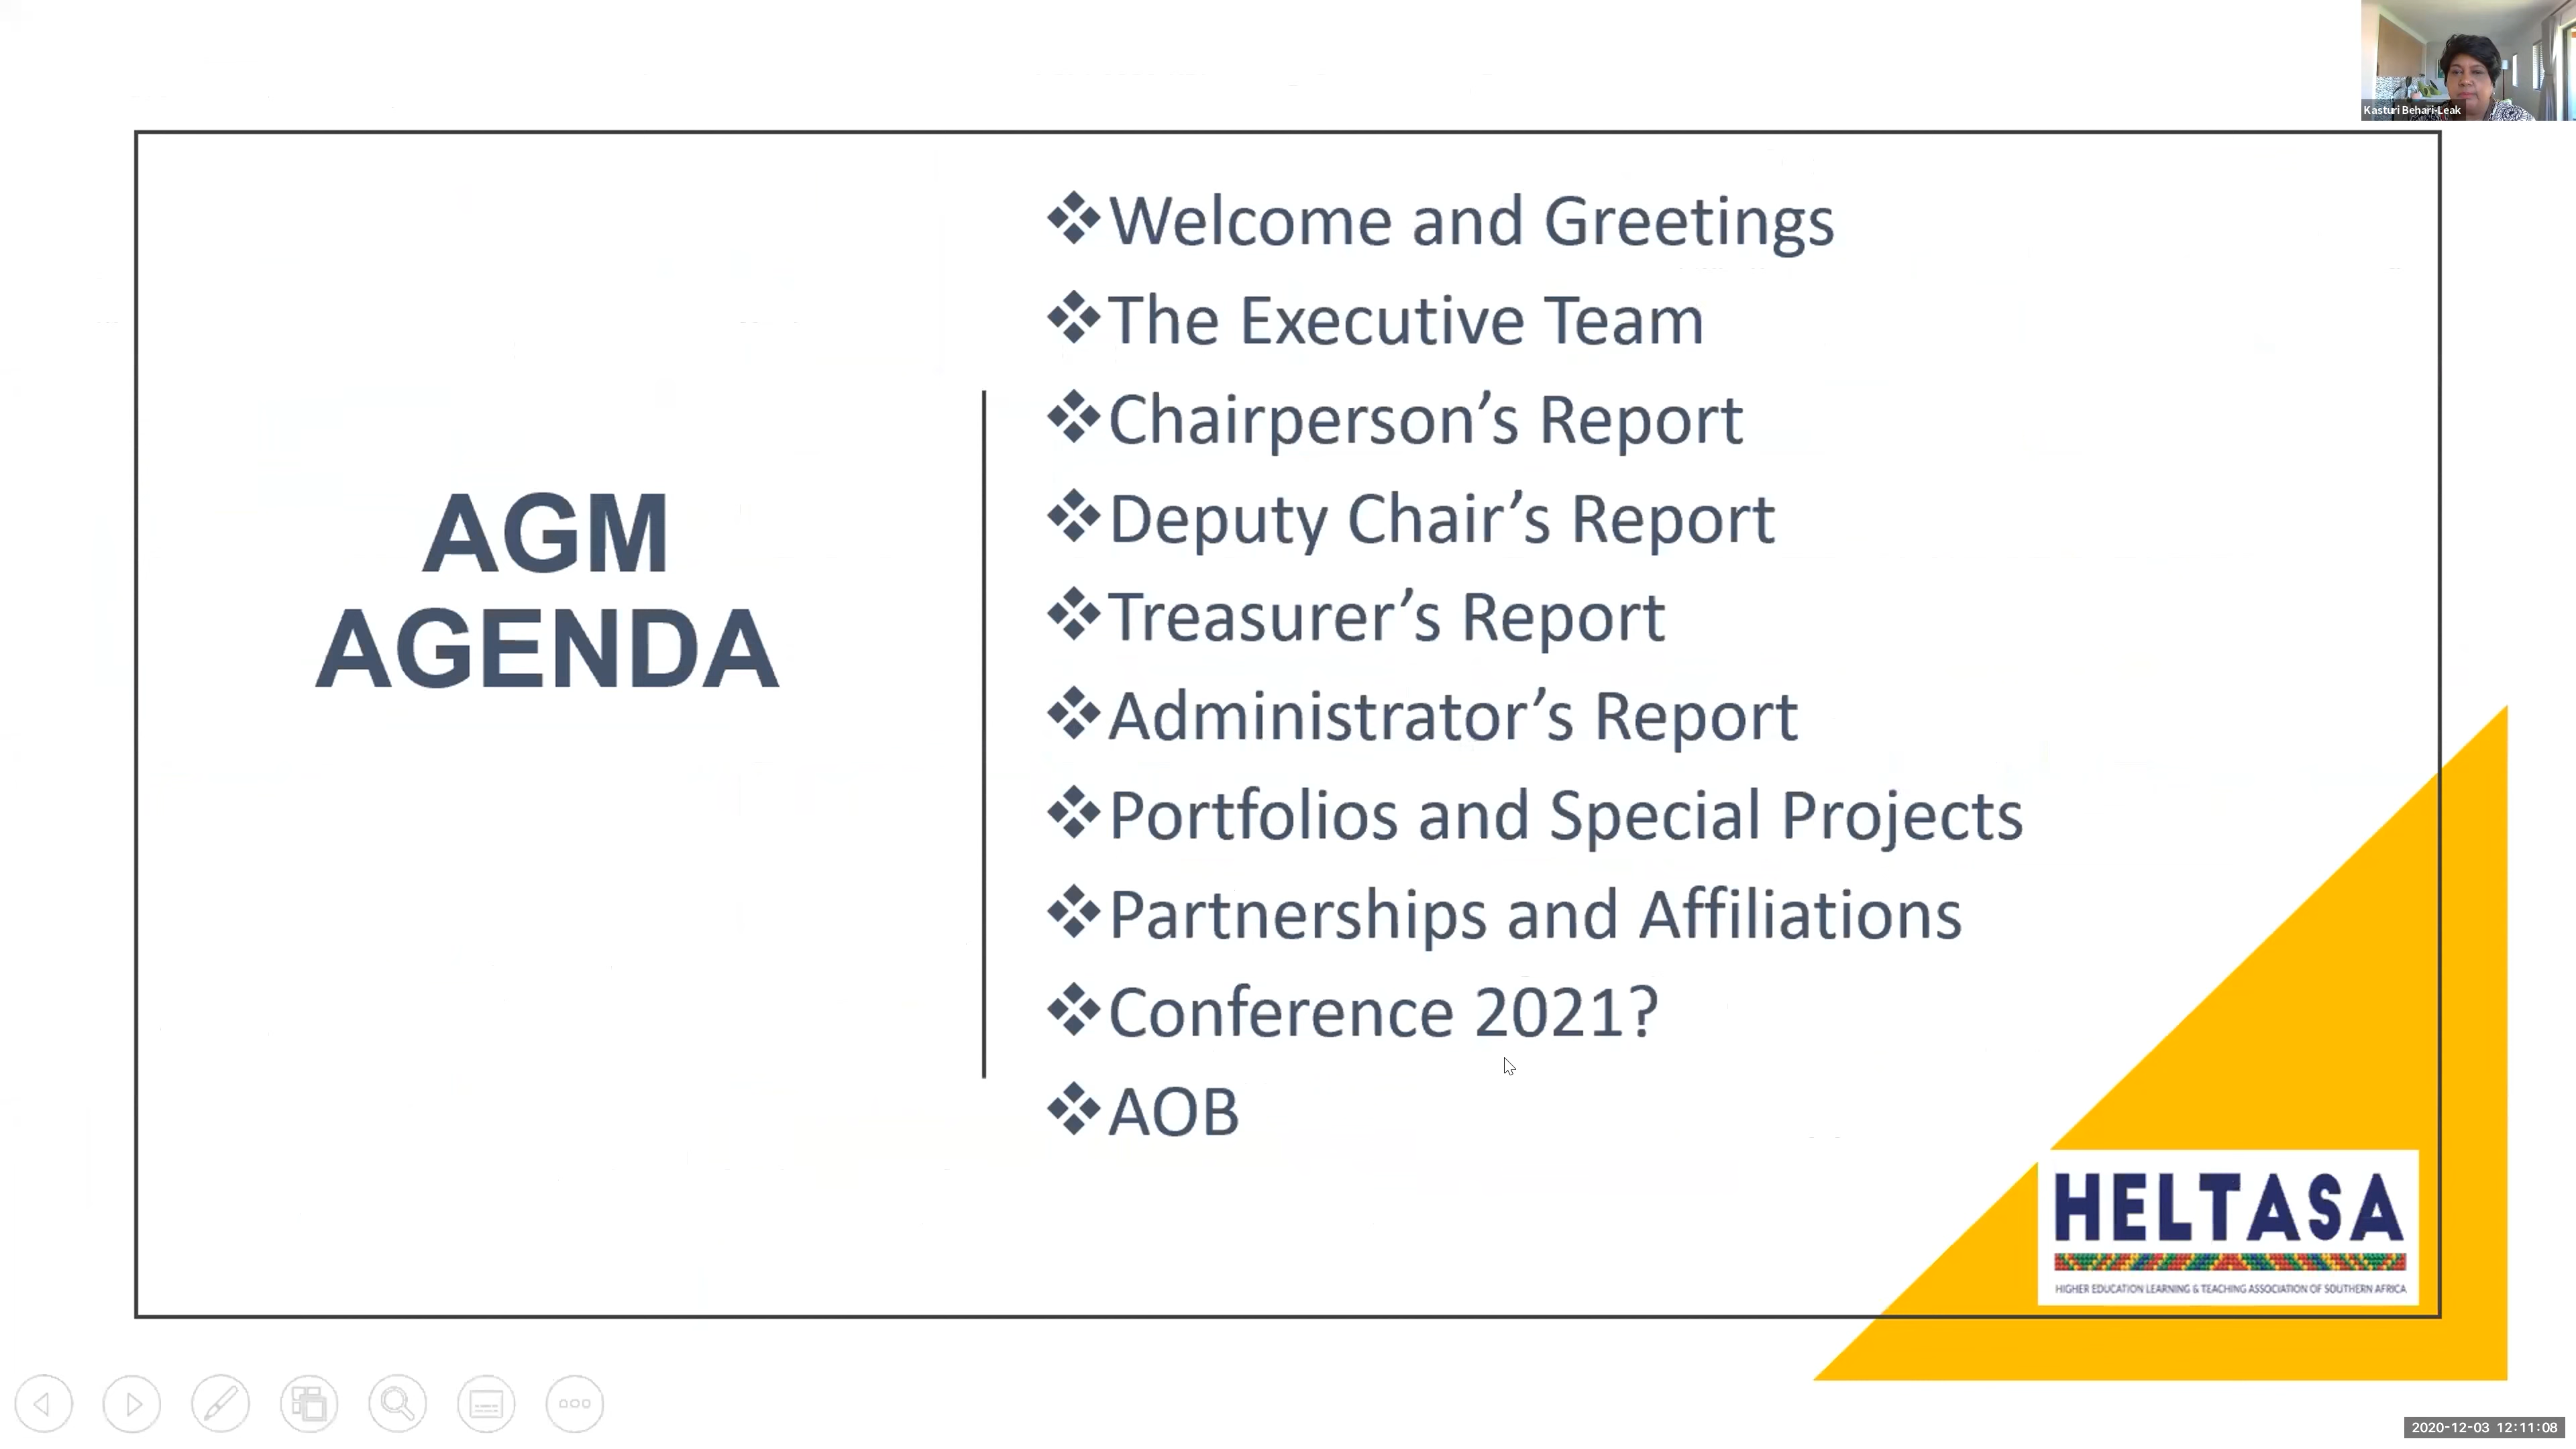 Kasturi Behari-Leak
AGM
AGENDA
Welcome and Greetings
The Executive Team
Chairperson’s Report
Deputy Chair’s Report
Treasurer’s Report
Administrator’s Report
Portfolios and Special Projects
Partnerships and Affiliations
Conference 2021?
AOB
HELTASA
HIGHER EDUCATION LEARNING & TEACHING ASSOCIATION OF SOUTHERN AFRICA
2020-12-03 12:11:08